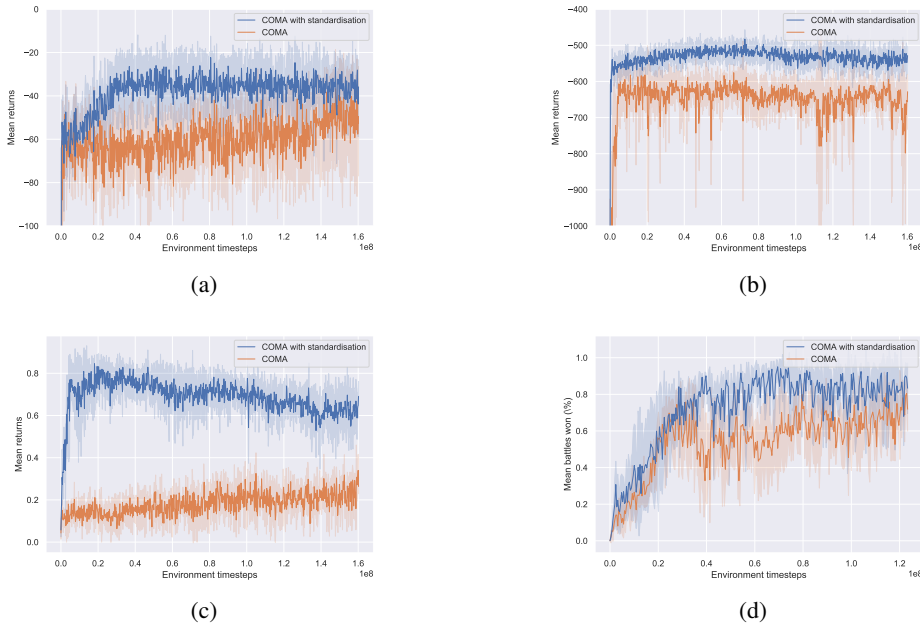 COMA with standardisation
COMA
Mean returns
0
−20
−40
−60
−80
−100
0.0 0.2 0.4 0.6 0.8 1.0 1.2 1.4 1.6
Environment timesteps
1e8
(a)
COMA with standardisation
COMA
Mean returns
−400
−500
−600
−700
−800
−900
−1000
0.0 0.2 0.4 0.6 0.8 1.0 1.2 1.4 1.6
Environment timesteps
1e8
(b)
COMA with standardisation
COMA
Mean returns
0.8
0.6
0.4
0.2
0.0
0.0 0.2 0.4 0.6 0.8 1.0 1.2 1.4 1.6
Environment timesteps
1e8
(c)
COMA with standardisation
COMA
Mean battles won (\%)
1.0
0.8
0.6
0.4
0.2
0.0
0.0 0.2 0.4 0.6 0.8 1.0 1.2
Environment timesteps
1e8
(d)